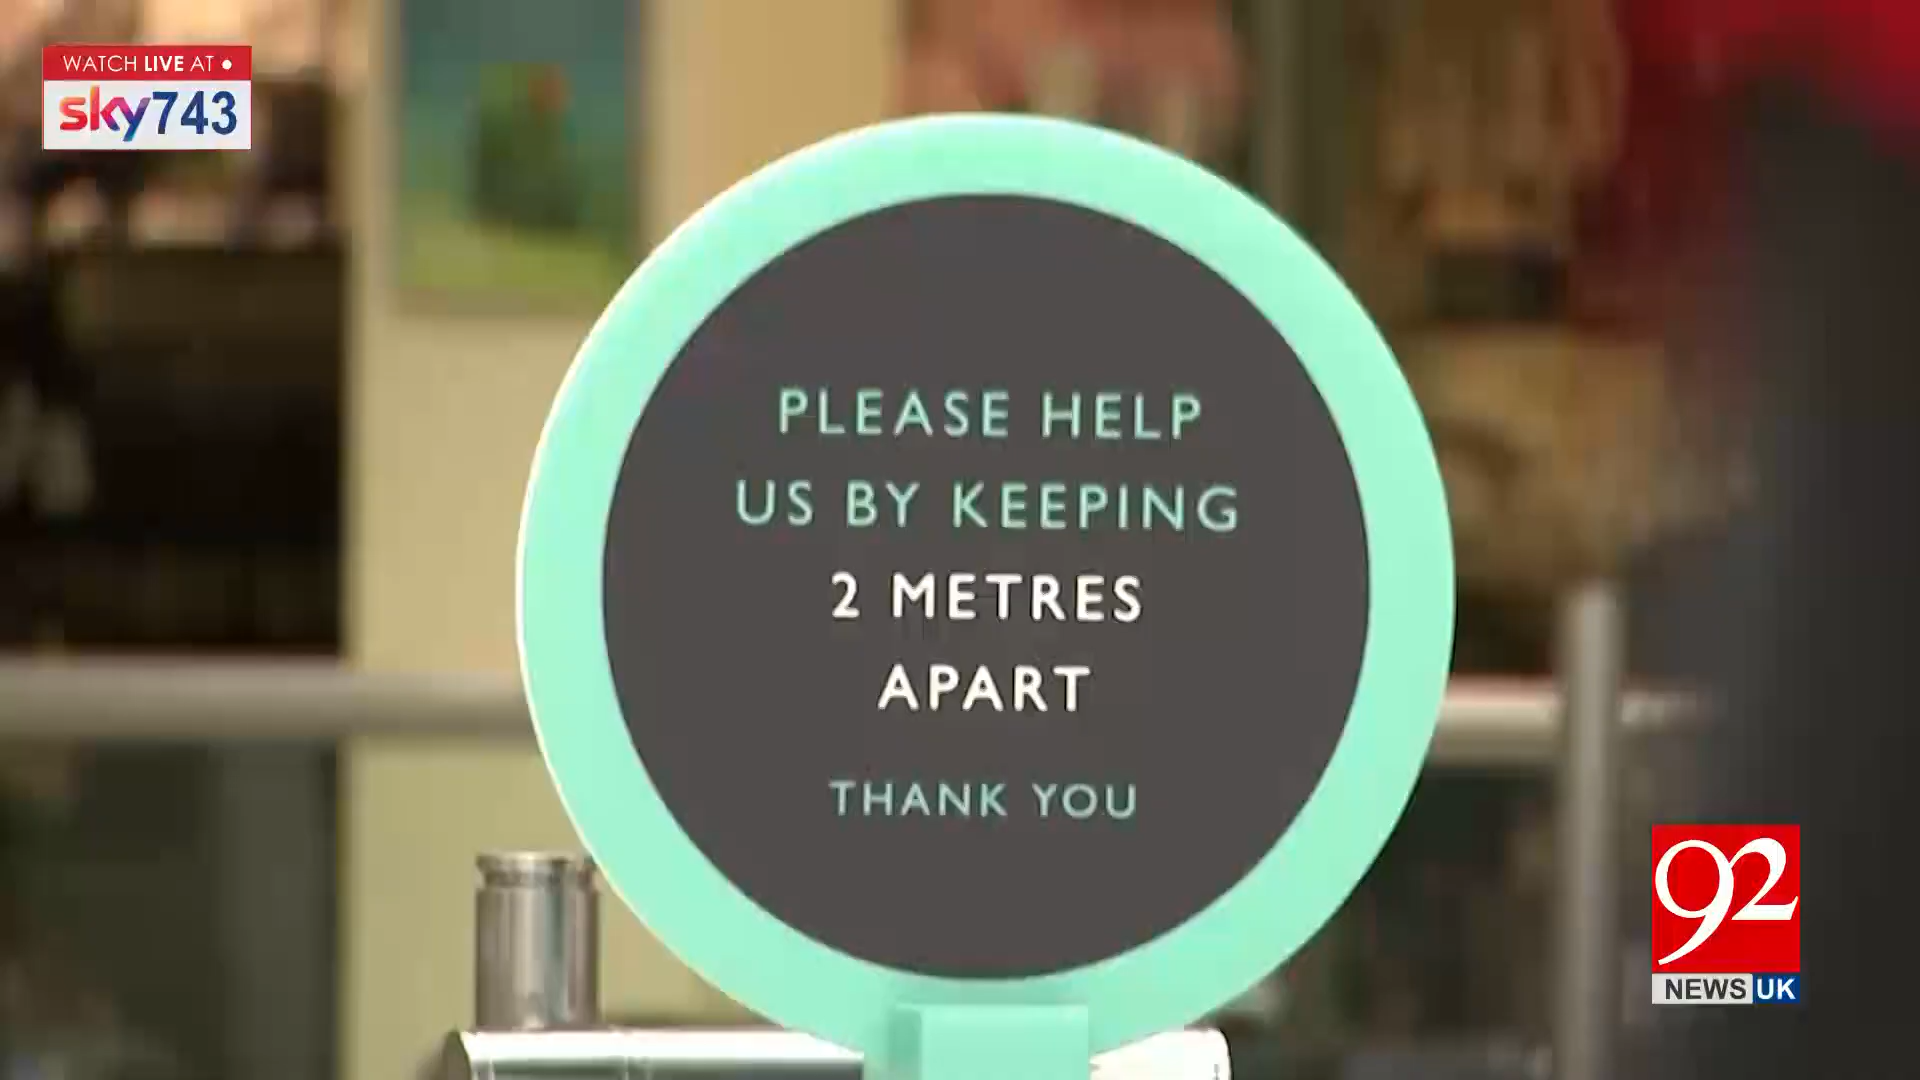 WATCH LIVE AT
sky743
PLEASE HELP
US BY KEEPING
2 METRES
APART
THANK YOU
92
NEWS UK